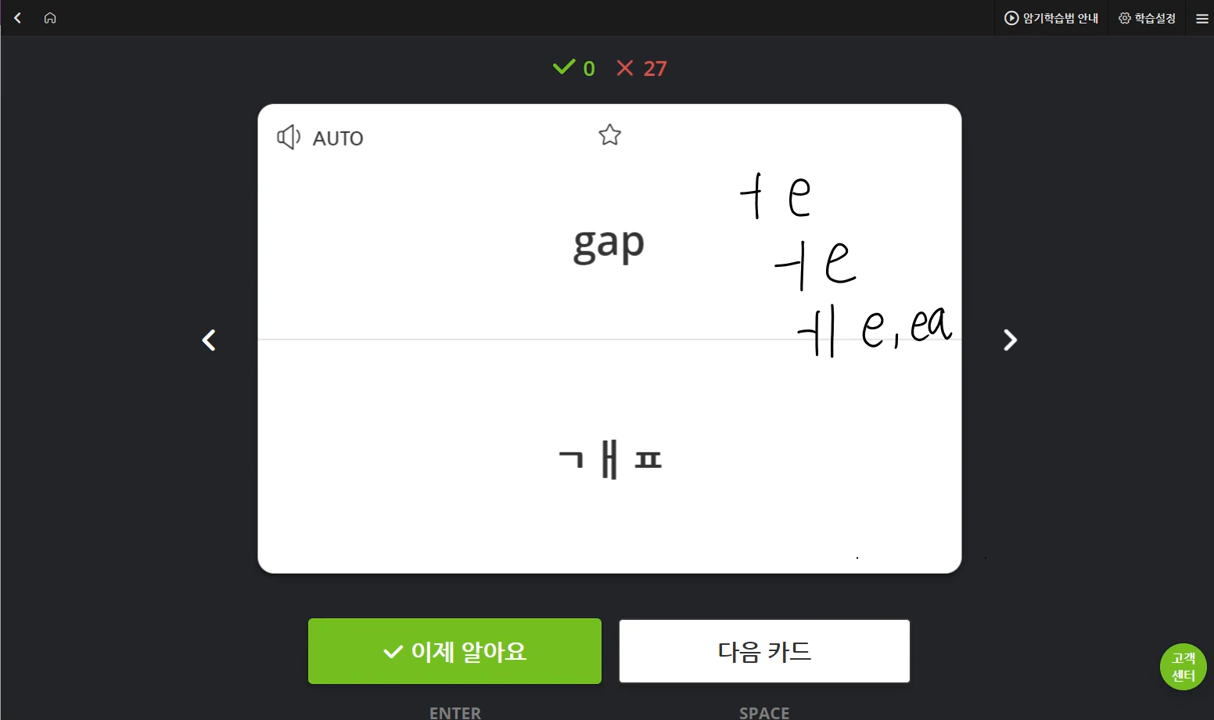 암기학습법 안내 학습설정
0 27
AUTO
gap
ㅓ e
ㅓ e
ㅔ e, ea
ㄱ ㅐ ㅍ
이제 알아요 다음 카드
ENTER SPACE
고객
센터